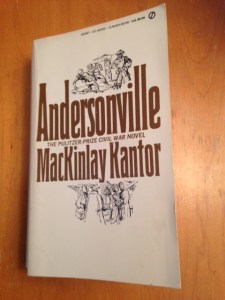 Andersonville
THE PULITZER-PRIZE CIVIL WAR NOVEL
MacKinlay Kantor